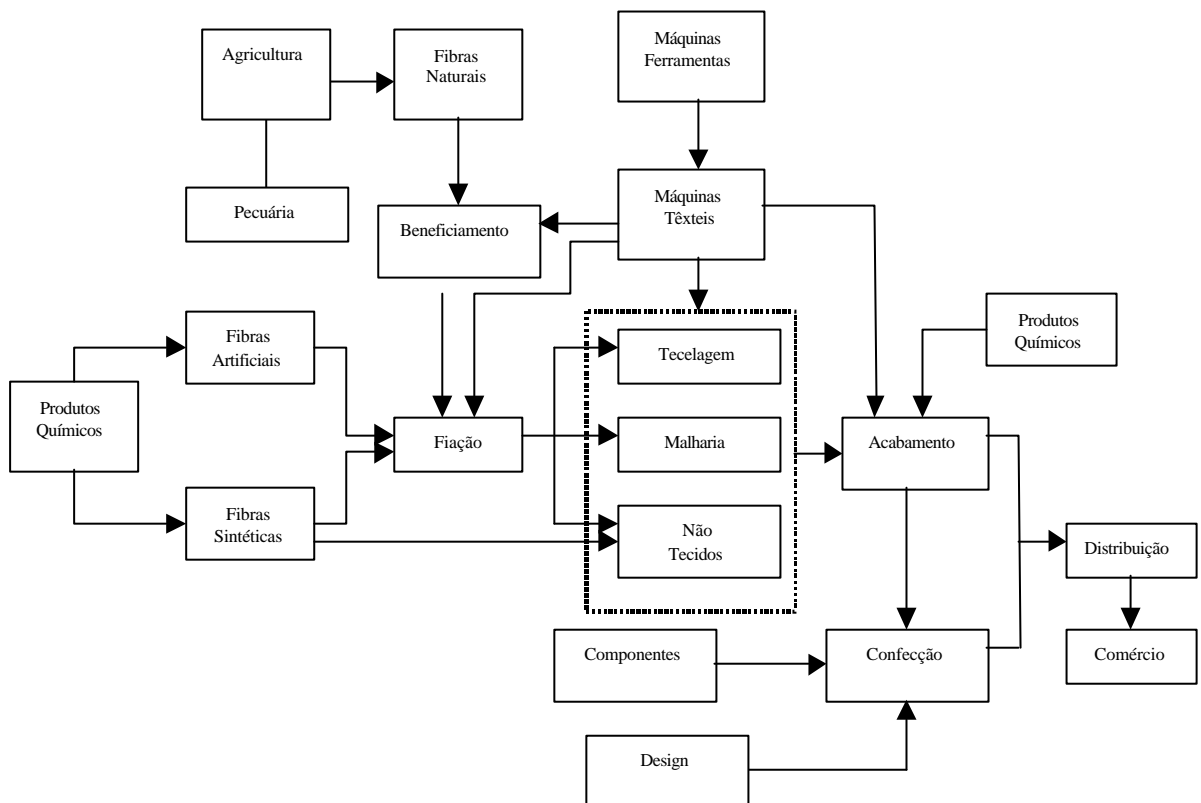 Agricultura
Fibras
Naturais
Máquinas
Ferramentas
Pecuária
Beneficiamento
Máquinas
Têxteis
Fibras
Artificiais
Tecelagem
Produtos
Químicos
Produtos
Químicos
Fiação
Malharia
Acabamento
Fibras
Sintéticas
Não
Tecidos
Distribuição
Componentes
Confecção
Comércio
Design